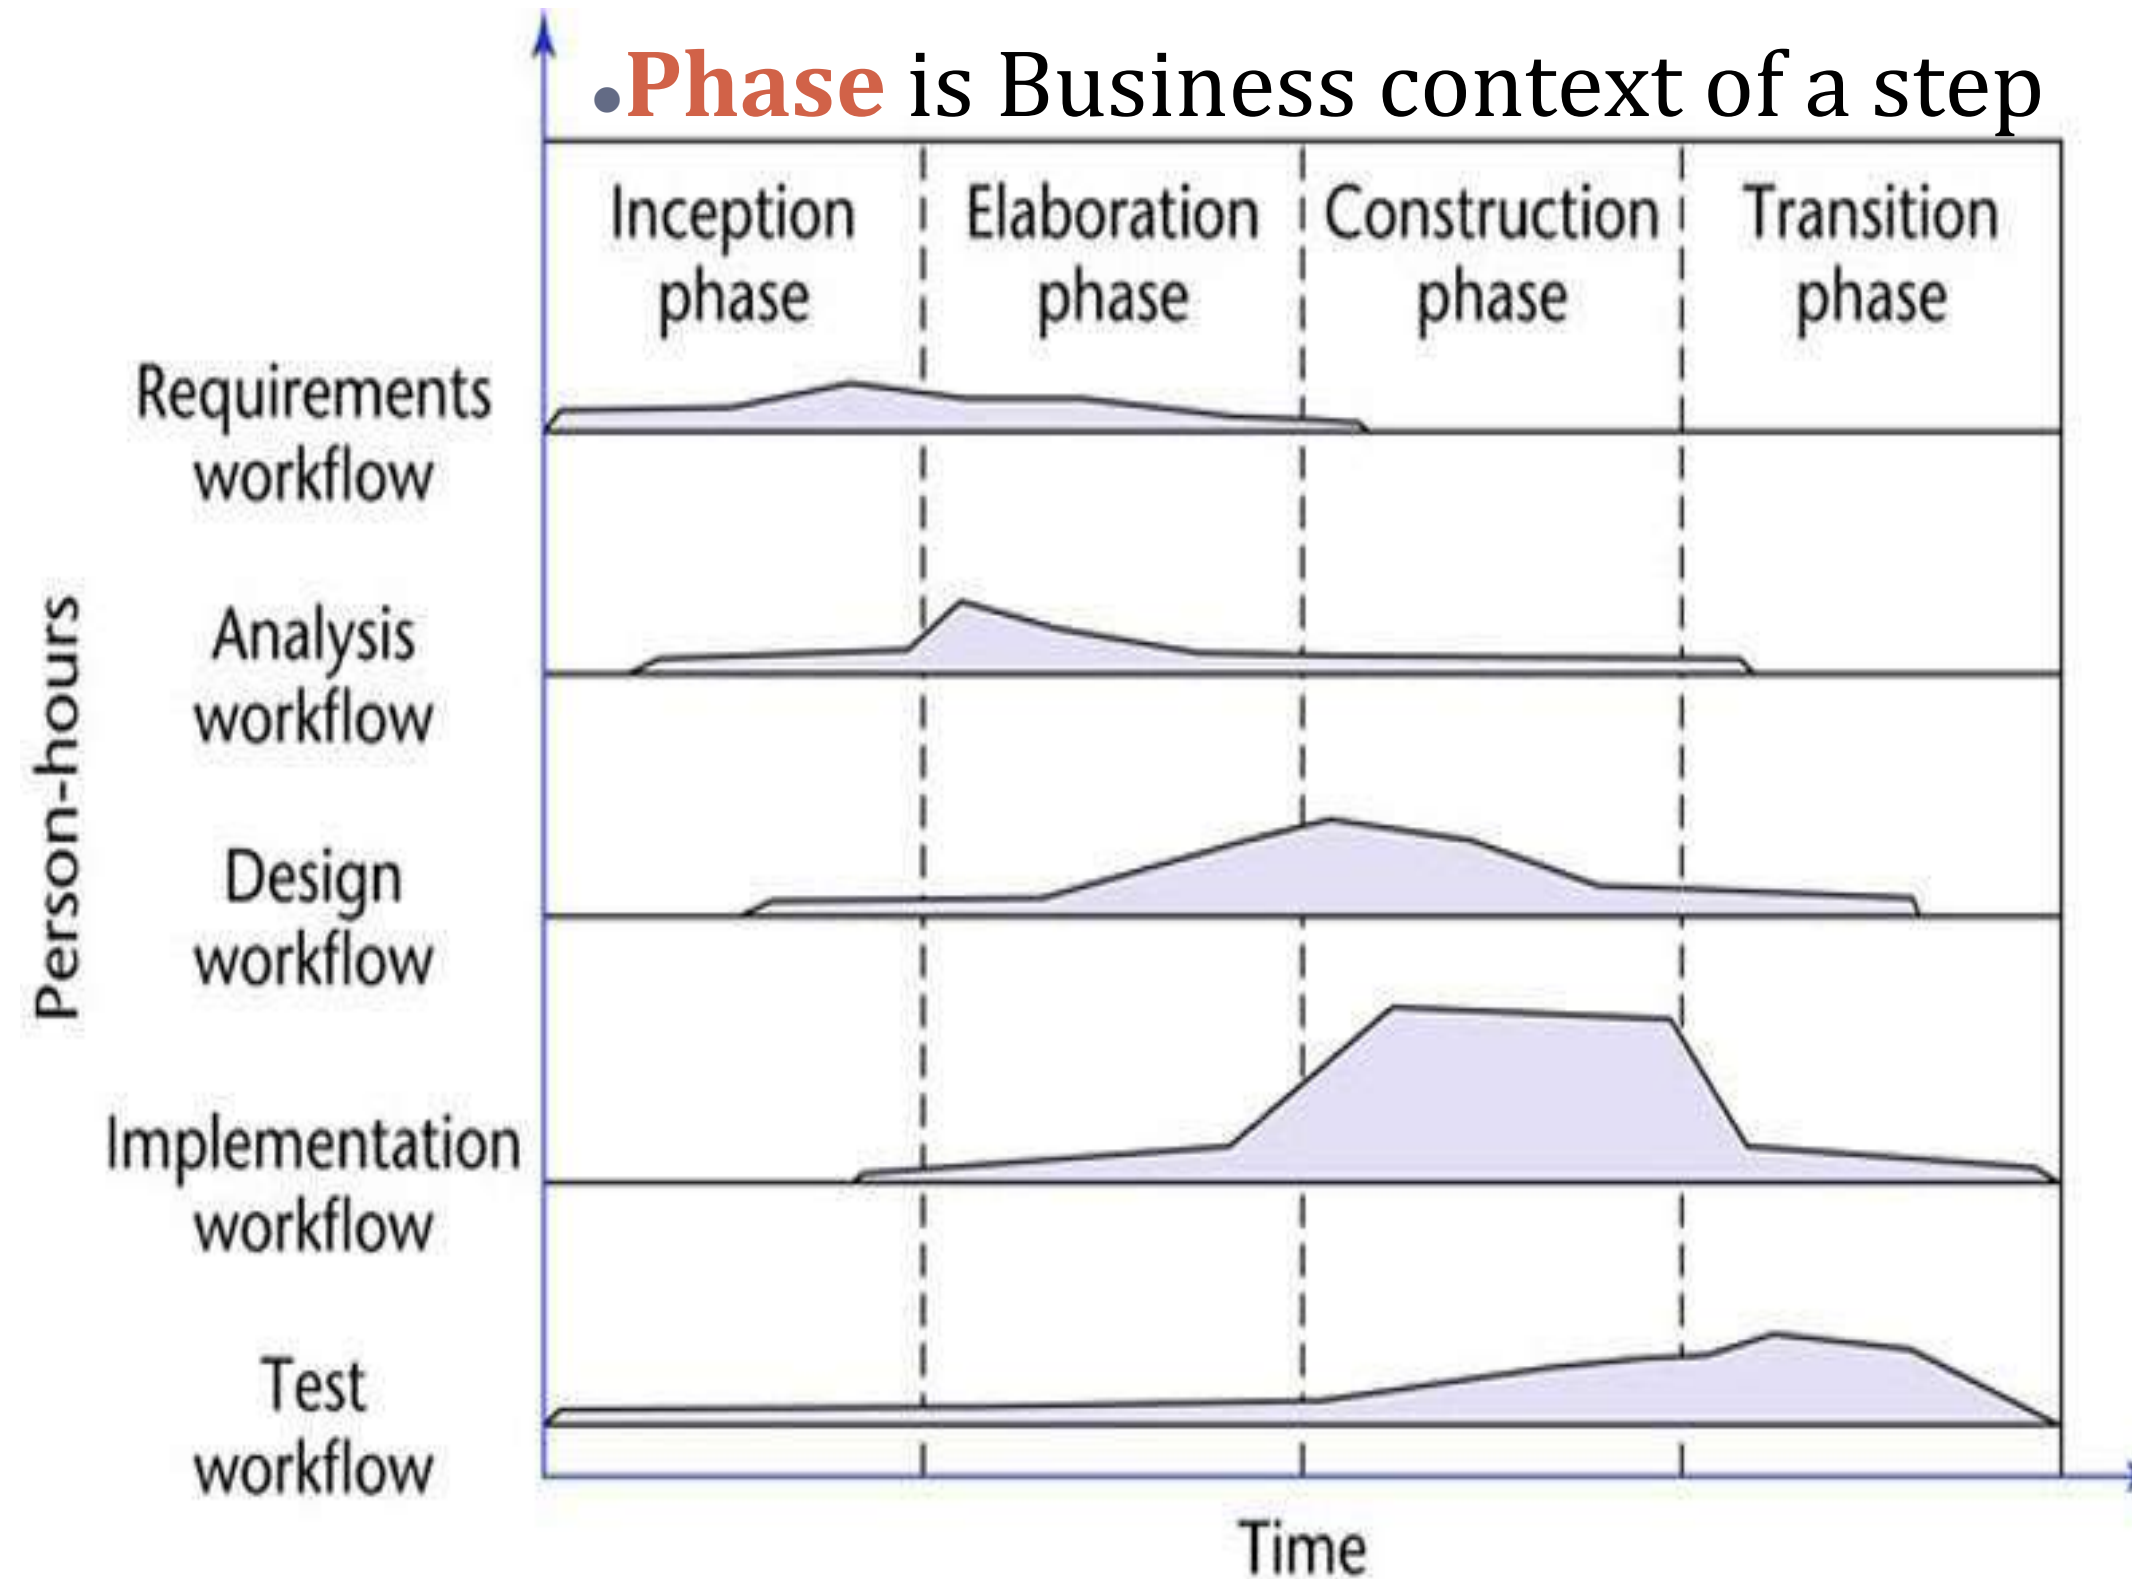 •Phase is Business context of a step
Inception
phase
Elaboration
phase
Construction
phase
Transition
phase
Person-hours
Requirements
workflow
Analysis
workflow
Design
workflow
Implementation
workflow
Test
workflow
Time